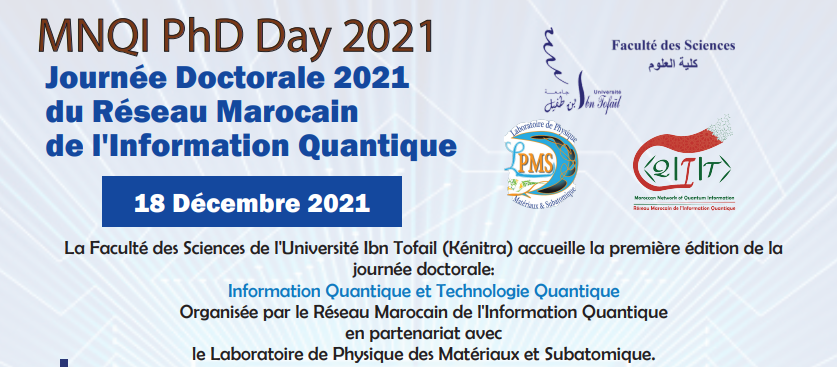 MNQI PhD Day 2021
Journée Doctorale 2021
du Réseau Marocain
de l'Information Quantique
18 Décembre 2021
Faculté des Sciences
كلية العلوم
Université
جامعة
ابن طفيل Ibn Tofail
Laboratoire de Physique
LPMS
Matériaux & Subatomique
<Q|I|T>
Moroccan Network of Quantum Information
Réseau Marocain de l'Information Quantique
La Faculté des Sciences de l'Université Ibn Tofail (Kénitra) accueille la première édition de la
journée doctorale:
Information Quantique et Technologie Quantique
Organisée par le Réseau Marocain de l'Information Quantique
en partenariat avec
le Laboratoire de Physique des Matériaux et Subatomique.